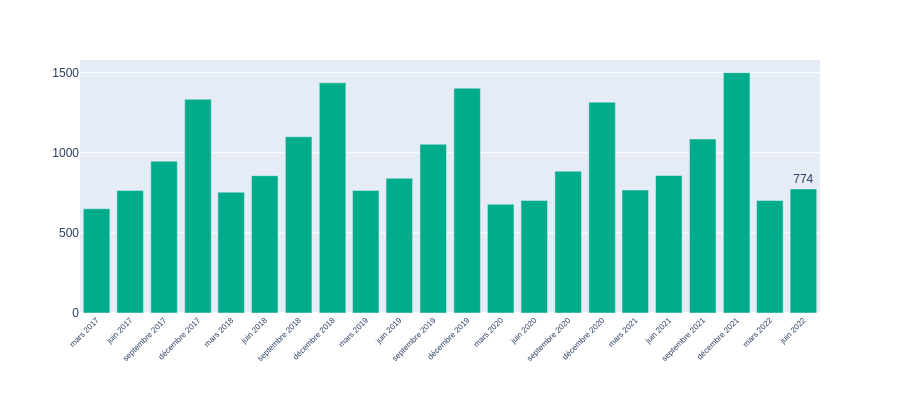 1500
1000
500
0
774
mars 2017
juin 2017
septembre 2017
décembre 2017
mars 2018
juin 2018
septembre 2018
décembre 2018
mars 2019
juin 2019
septembre 2019
décembre 2019
mars 2020
juin 2020
septembre 2020
décembre 2020
mars 2021
juin 2021
septembre 2021
décembre 2021
mars 2022
juin 2022